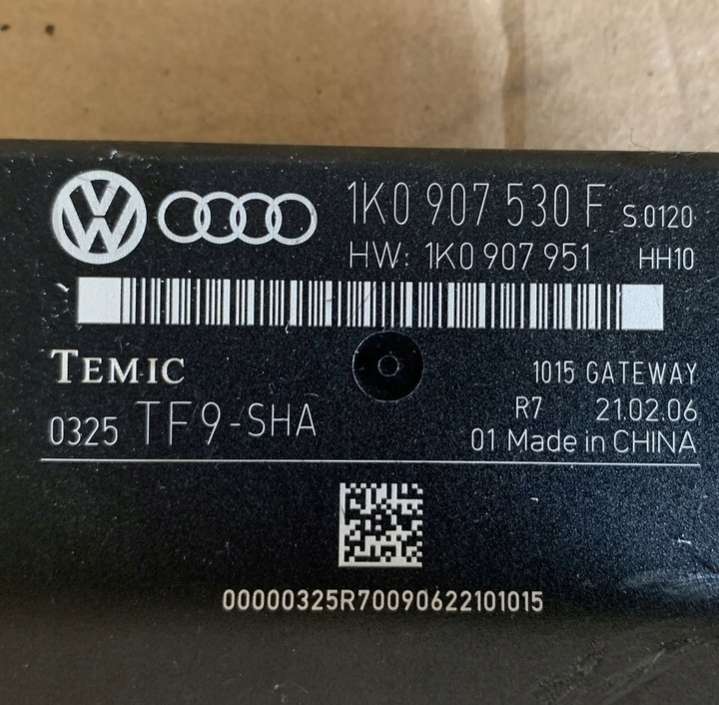 1K0 907 530 F S.0120
HW: 1K0 907 951 HH10
TEMIC
1015 GATEWAY
0325 TF9-SHA
R7 21.02.06
01 Made in CHINA
00000325R70090622101015